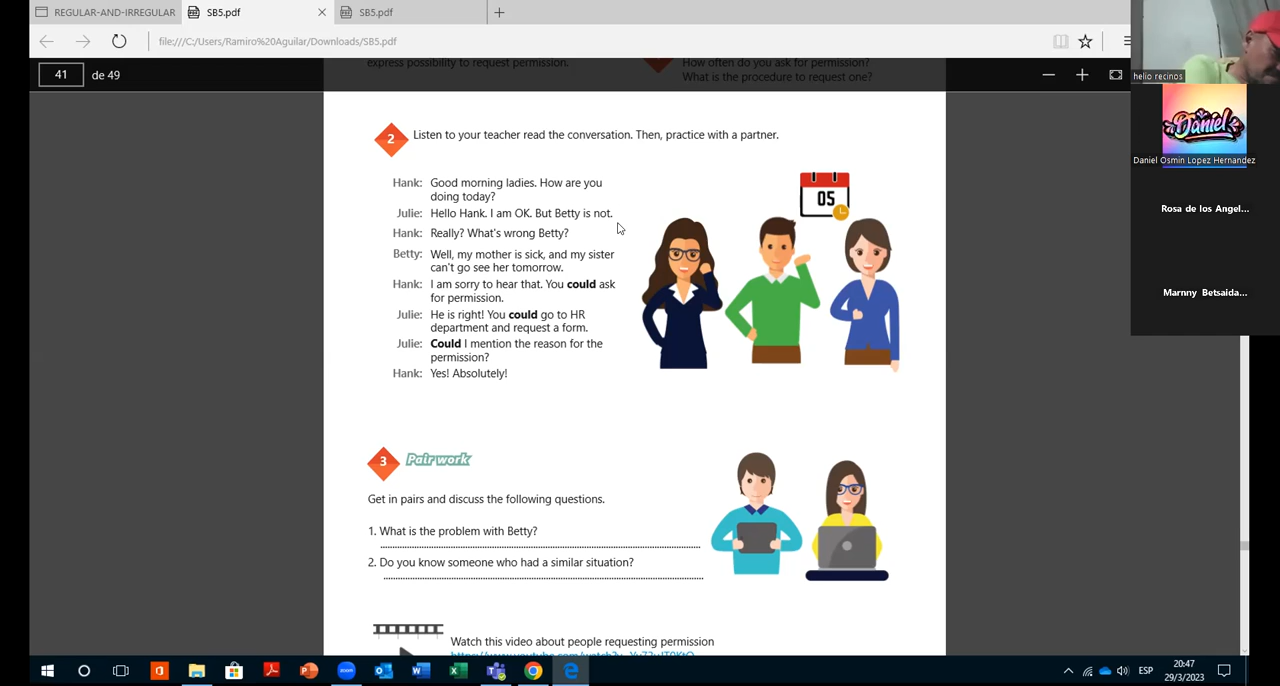 REGULAR-AND-IRREGULAR
SB5.pdf
SB5.pdf
file:///C:/Users/Ramiro%20Aguilar/Downloads/SB5.pdf
41 de 49
express possibility to request permission.
How often do you ask for permission?
What is the procedure to request one?
2 Listen to your teacher read the conversation. Then, practice with a partner.
Hank: Good morning ladies. How are you
doing today?
Julie: Hello Hank. I am OK. But Betty is not.
Hank: Really? What's wrong Betty?
Betty: Well, my mother is sick, and my sister
can't go see her tomorrow.
Hank: I am sorry to hear that. You could ask
for permission.
Julie: He is right! You could go to HR
department and request a form.
Julie: Could I mention the reason for the
permission?
Hank: Yes! Absolutely!
05
3 Pair work
Get in pairs and discuss the following questions.
1. What is the problem with Betty?
2. Do you know someone who had a similar situation?
Watch this video about people requesting permission
helio recinos
Daniel
Daniel Osmin Lopez Hernandez
Rosa de los Angel...
Marnny Betsaida...
ESP
20:47
29/3/2023